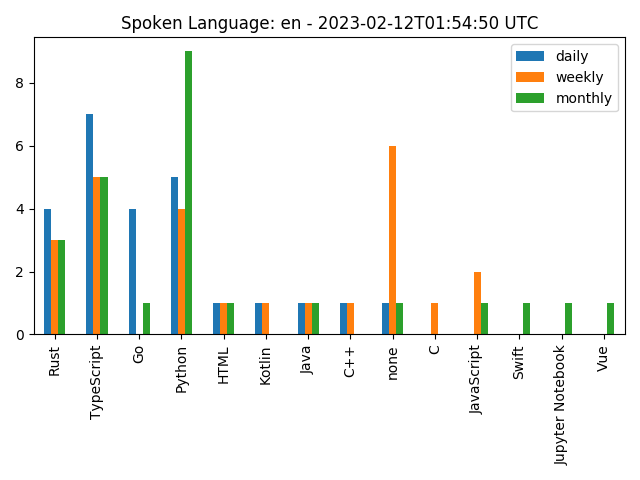 Spoken Language: en - 2023-02-12T01:54:50 UTC
daily
weekly
monthly
8
6
4
2
0
Rust
TypeScript
Go
Python
HTML
Kotlin
Java
C++
none
C
JavaScript
Swift
Jupyter Notebook
Vue